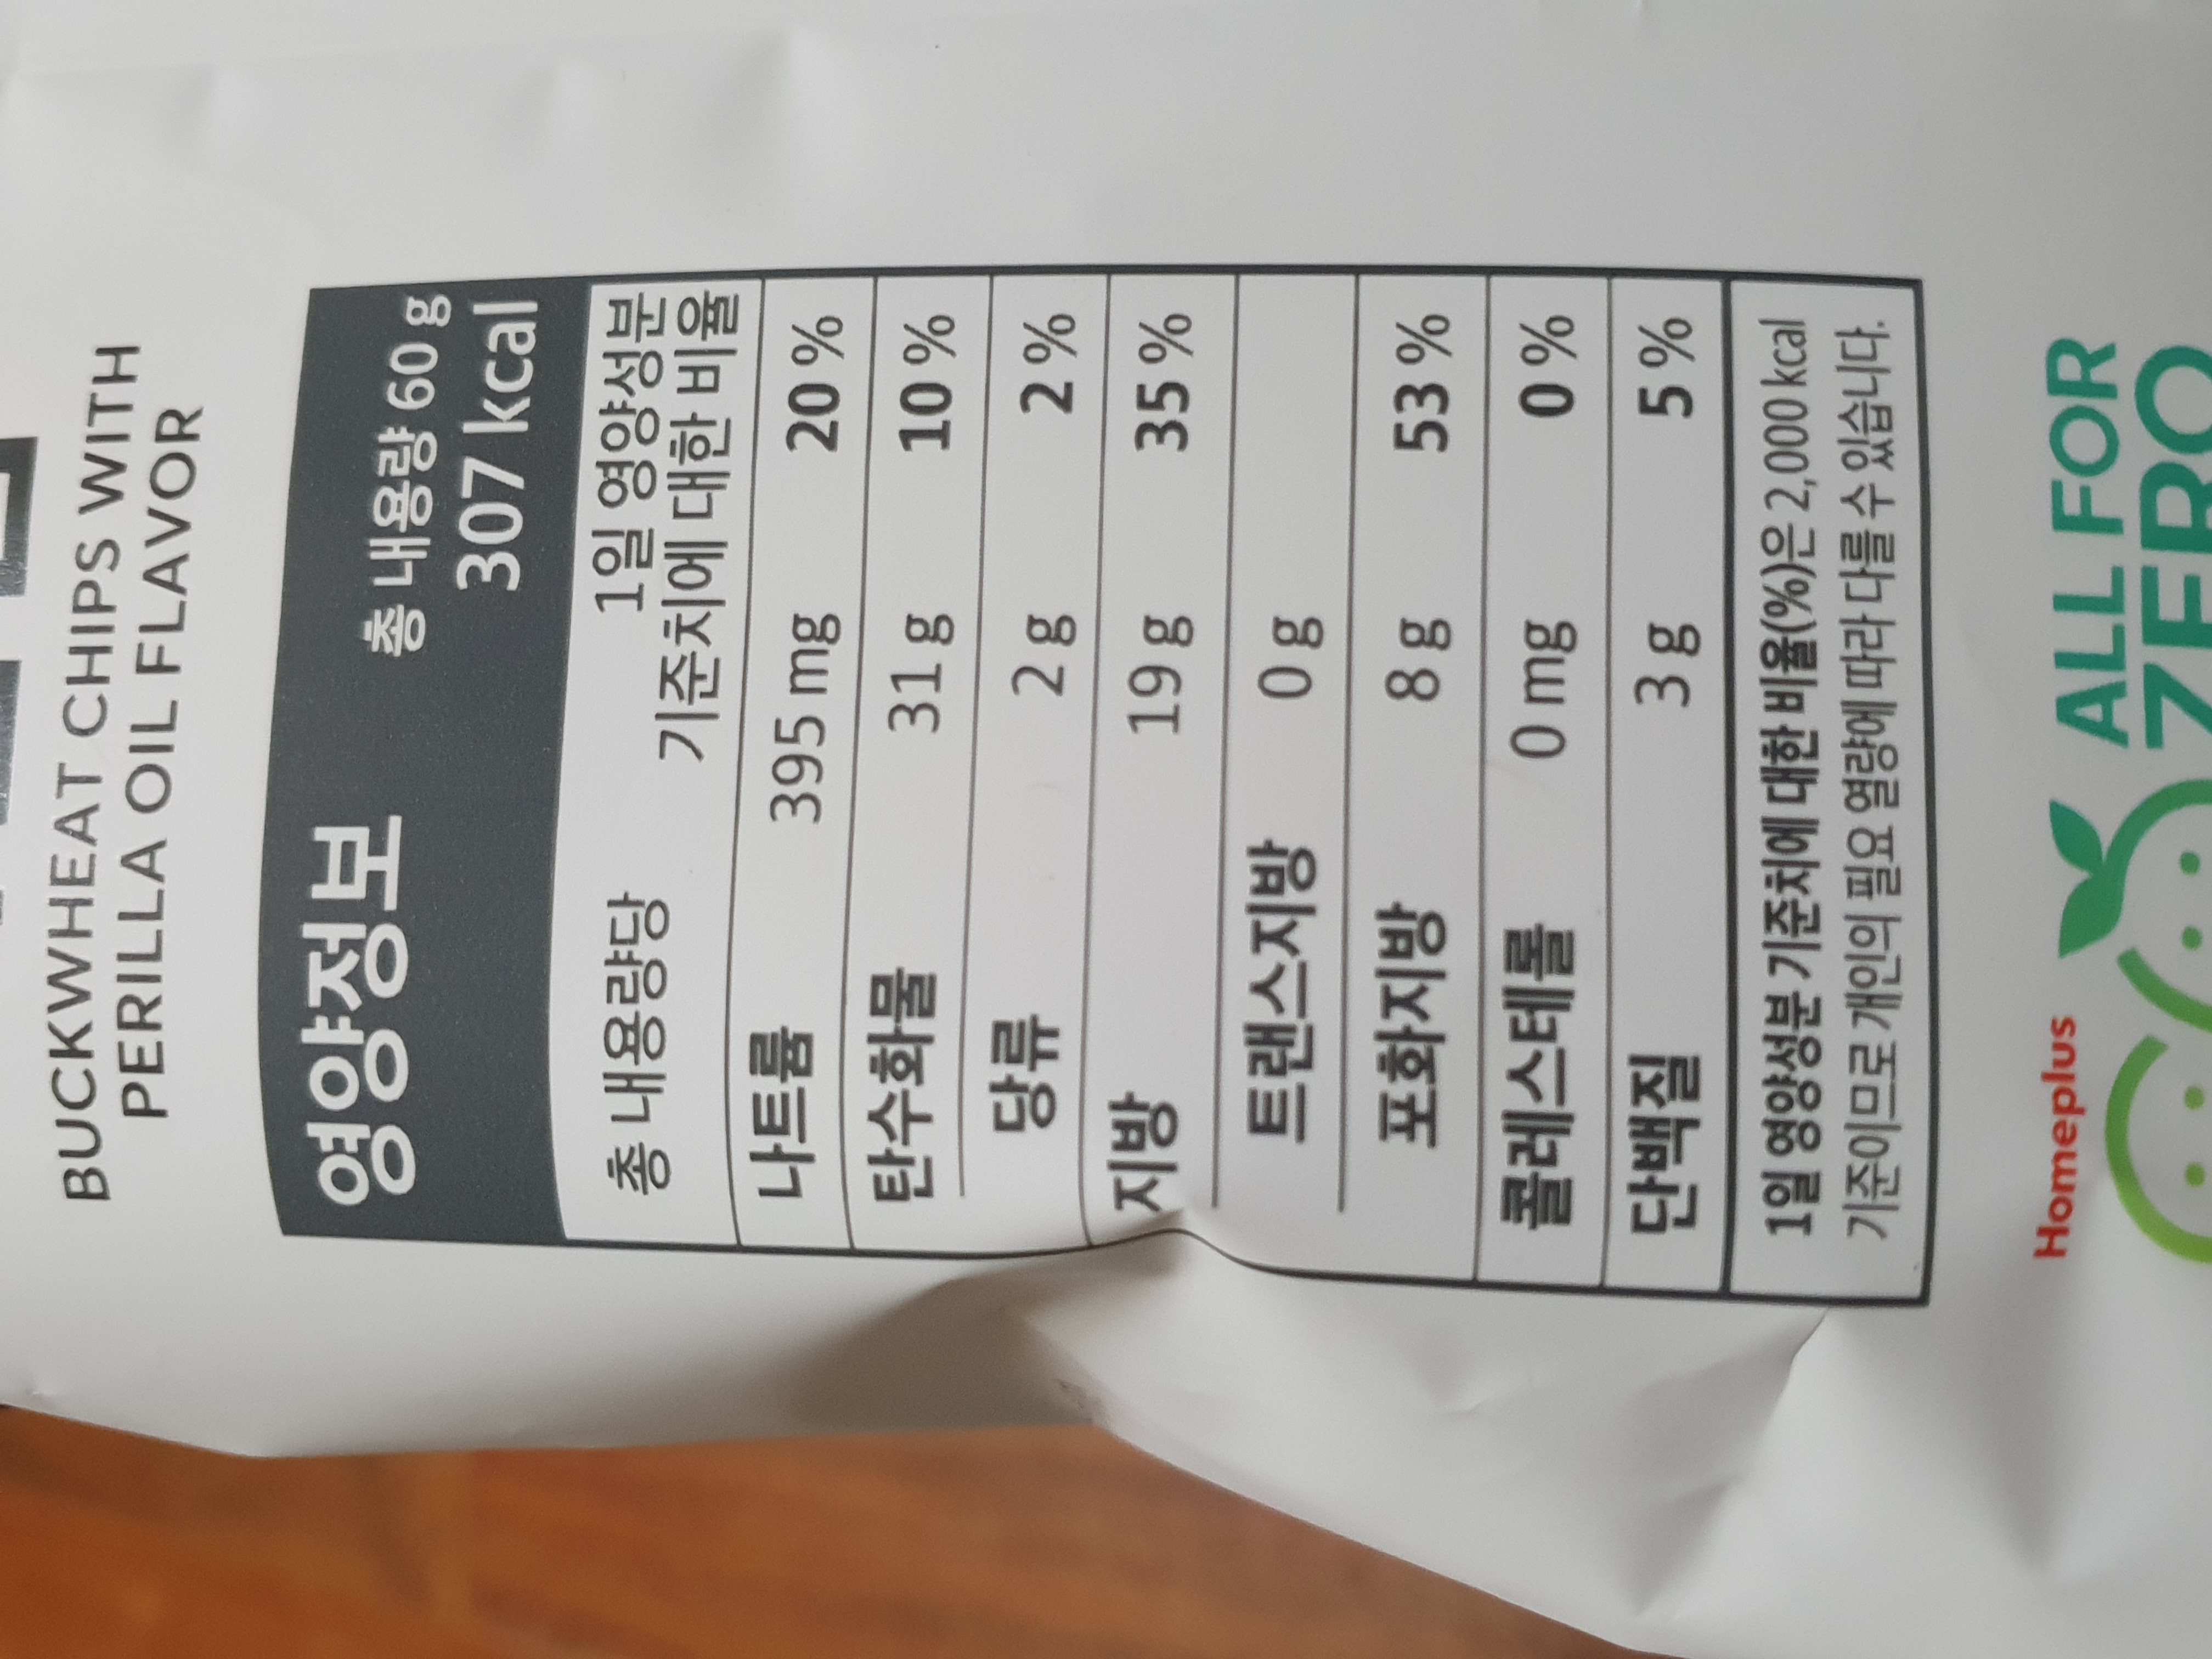 BUCKWHEAT CHIPS WITH
PERILLA OIL FLAVOR
영양정보
총 내용량 60 g
307 kcal
총 내용량당
1일 영양성분
기준치에 대한 비율
나트륨 395 mg 20 %
탄수화물 31 g 10 %
당류 2 g 2 %
지방 19 g 35 %
트랜스지방 0 g
포화지방 8 g 53 %
콜레스테롤 0 mg 0 %
단백질 3 g 5 %
1일 영양성분 기준치에 대한 비율(%)은 2,000 kcal
기준이므로 개인의 필요 열량에 따라 다를 수 있습니다.
Homeplus
ALL FOR
ZERO